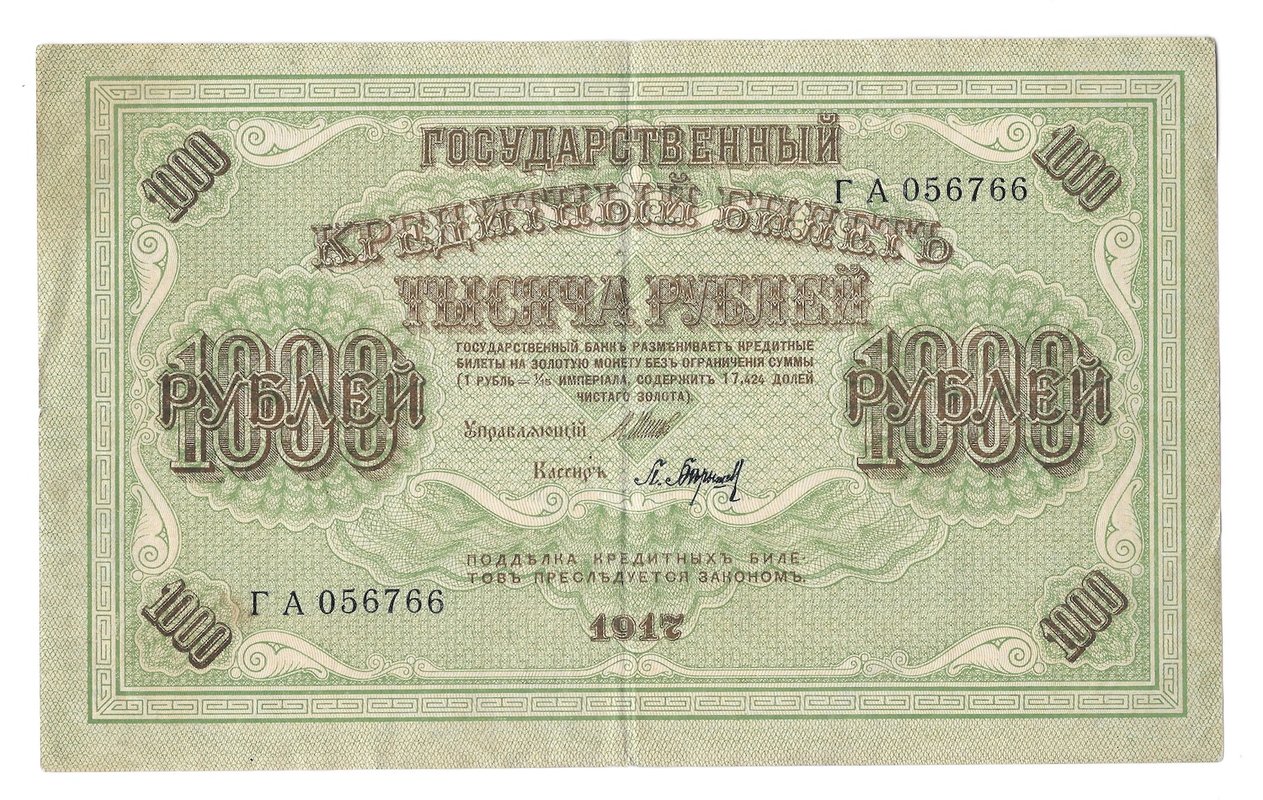 1000
1000
ГОСУДАРСТВЕННЫЙ
ГА 056766
КРЕДИТНЫЙ БИЛЕТЪ
ТЫСЯЧА РУБЛЕЙ
1000
РУБЛЕЙ
1000
РУБЛЕЙ
ГОСУДАРСТВЕННЫЙ БАНКЪ РАЗМѢНИВАЕТЪ КРЕДИТНЫЕ
БИЛЕТЫ НА ЗОЛОТУЮ МОНЕТУ БЕЗЪ ОГРАНИЧЕНІЯ СУММЫ
(1 РУБЛЬ = 1/15 ИМПЕРІАЛА, СОДЕРЖИТЪ 17,424 ДОЛЕЙ
ЧИСТАГО ЗОЛОТА).
Управляющій
Кассиръ
ПОДДѢЛКА КРЕДИТНЫХЪ БИЛЕ-
ТОВЪ ПРЕСЛѢДУЕТСЯ ЗАКОНОМЪ.
ГА 056766
1917
1000
1000